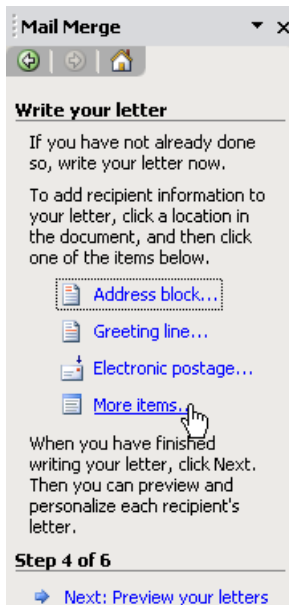 Mail Merge
Write your letter
If you have not already done
so, write your letter now.
To add recipient information to
your letter, click a location in
the document, and then click
one of the items below.
Address block...
Greeting line...
Electronic postage...
More items...
When you have finished
writing your letter, click Next.
Then you can preview and
personalize each recipient's
letter.
Step 4 of 6
Next: Preview your letters